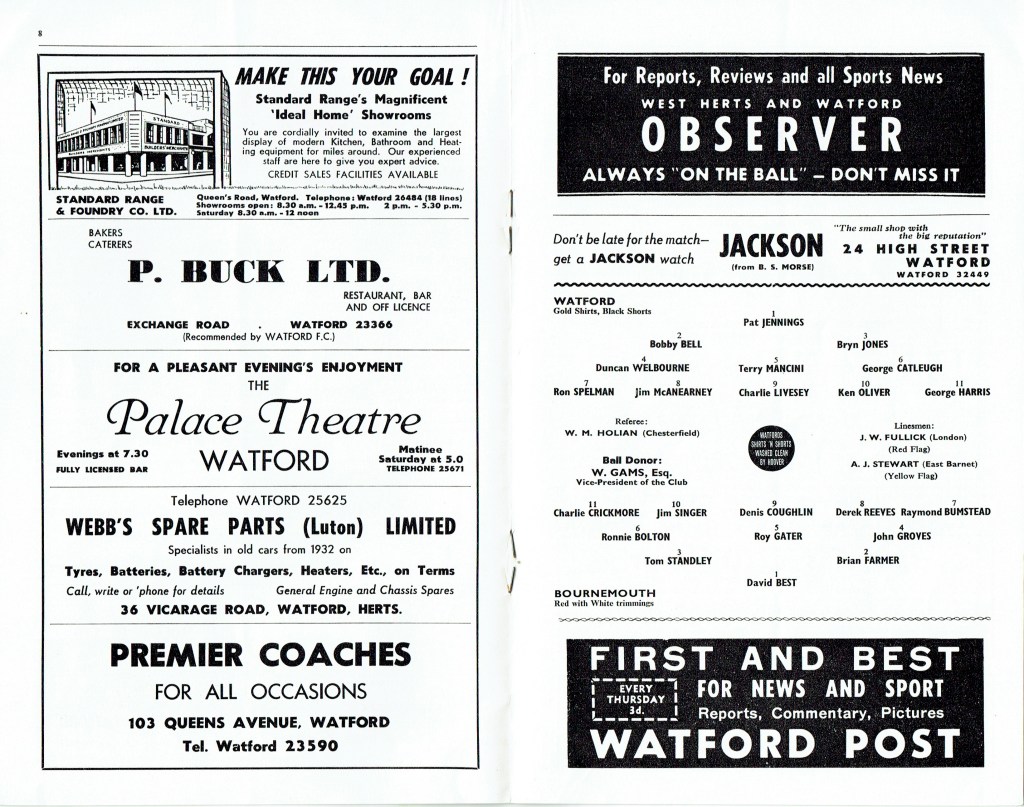 8
STANDARD
BUILDERS' MERCHANTS
MAKE THIS YOUR GOAL !
Standard Range's Magnificent
'Ideal Home' Showrooms
You are cordially invited to examine the largest
display of modern Kitchen, Bathroom and Heat-
ing equipment for miles around. Our experienced
staff are here to give you expert advice.
CREDIT SALES FACILITIES AVAILABLE
STANDARD RANGE
& FOUNDRY CO. LTD.
Queen's Road, Watford. Telephone: Watford 26484 (18 lines)
Showrooms open: 8.30 a.m. - 12.45 p.m. 2 p.m. - 5.30 p.m.
Saturday 8.30 a.m. - 12 noon
BAKERS
CATERERS
P. BUCK LTD.
RESTAURANT, BAR
AND OFF LICENCE
EXCHANGE ROAD . WATFORD 23366
(Recommended by WATFORD F.C.)
FOR A PLEASANT EVENING'S ENJOYMENT
THE
Palace Theatre
Evenings at 7.30
FULLY LICENSED BAR
WATFORD
Matinee
Saturday at 5.0
TELEPHONE 25671
Telephone WATFORD 25625
WEBB'S SPARE PARTS (Luton) LIMITED
Specialists in old cars from 1932 on
Tyres, Batteries, Battery Chargers, Heaters, Etc., on Terms
Call, write or 'phone for details General Engine and Chassis Spares
36 VICARAGE ROAD, WATFORD, HERTS.
PREMIER COACHES
FOR ALL OCCASIONS
103 QUEENS AVENUE, WATFORD
Tel. Watford 23590
For Reports, Reviews and all Sports News
WEST HERTS AND WATFORD
OBSERVER
ALWAYS "ON THE BALL" – DON'T MISS IT
Don't be late for the match—
get a JACKSON watch
JACKSON
(from B. S. MORSE)
"The small shop with
the big reputation"
24 HIGH STREET
WATFORD
WATFORD 32449
WATFORD
Gold Shirts, Black Shorts
1
Pat JENNINGS
2 3
Bobby BELL Bryn JONES
4 5 6
Duncan WELBOURNE Terry MANCINI George CATLEUGH
7 8 9 10 11
Ron SPELMAN Jim McANEARNEY Charlie LIVESEY Ken OLIVER George HARRIS
Referee:
W. M. HOLIAN (Chesterfield)
Ball Donor:
W. GAMS, Esq.
Vice-President of the Club
WATFORDS
SHIRTS 'N SHORTS
WASHED CLEAN
BY HOOVER
Linesmen:
J. W. FULLICK (London)
(Red Flag)
A. J. STEWART (East Barnet)
(Yellow Flag)
11 10 9 8 7
Charlie CRICKMORE Jim SINGER Denis COUGHLIN Derek REEVES Raymond BUMSTEAD
6 5 4
Ronnie BOLTON Roy GATER John GROVES
3 2
Tom STANDLEY Brian FARMER
1
David BEST
BOURNEMOUTH
Red with White trimmings
FIRST AND BEST
EVERY
THURSDAY
3d.
FOR NEWS AND SPORT
Reports, Commentary, Pictures
WATFORD POST